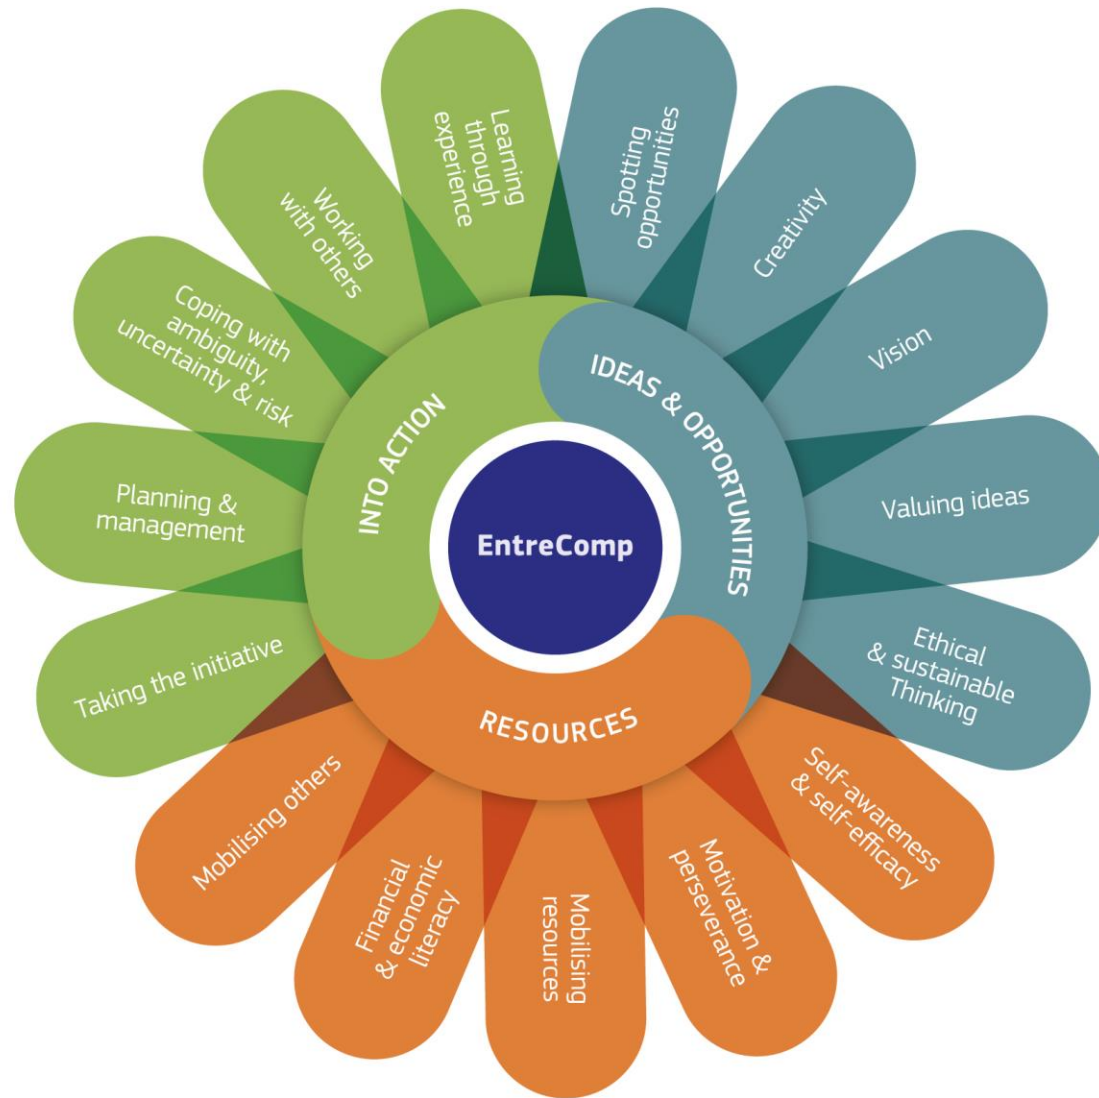 EntreComp
IDEAS & OPPORTUNITIES
Spotting
opportunities
Creativity
Vision
Valuing ideas
Ethical
& sustainable
Thinking
RESOURCES
Self-awareness
& self-efficacy
Motivation &
perseverance
Mobilising
resources
Financial
& economic
literacy
Mobilising others
INTO ACTION
Taking the initiative
Planning &
management
Coping with
ambiguity,
uncertainty & risk
Working
with others
Learning
through
experience